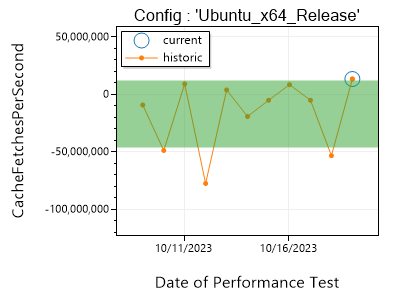 Config : 'Ubuntu_x64_Release'
current
historic
50,000,000
0
-50,000,000
-100,000,000
CacheFetchesPerSecond
10/11/2023
10/16/2023
Date of Performance Test